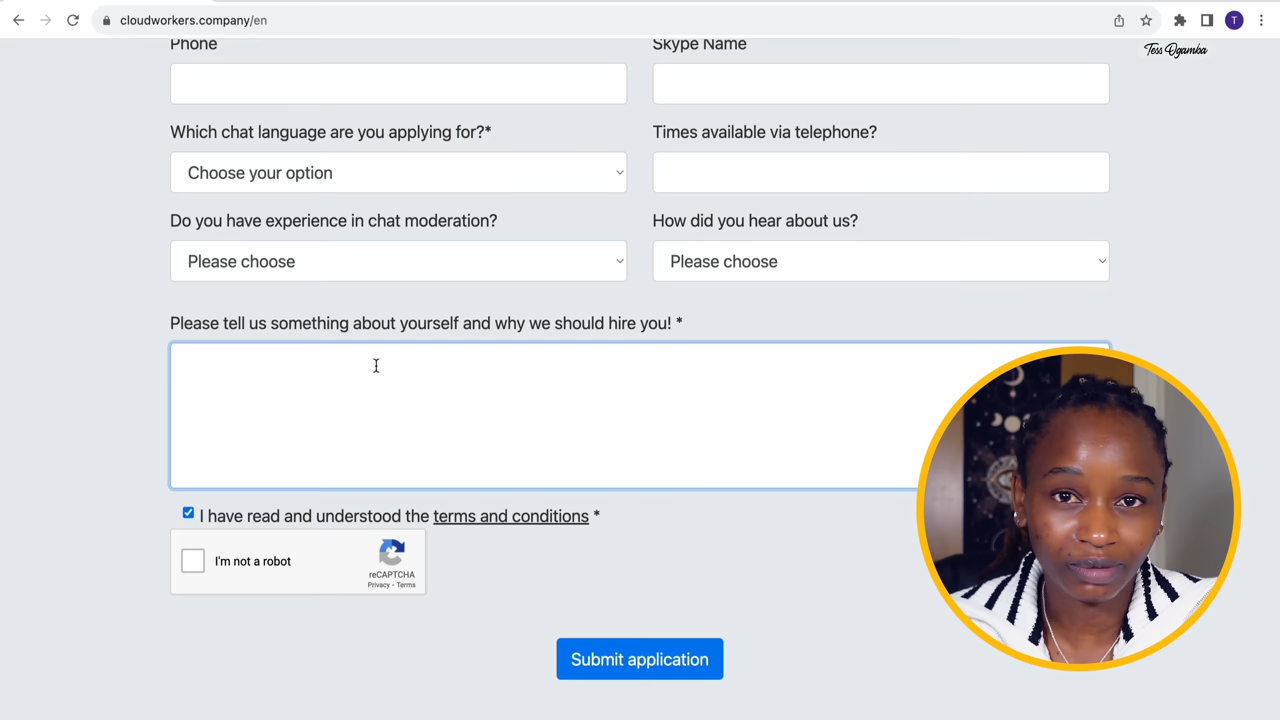 cloudworkers.company/en
T
Tess Ogamba
Phone
Skype Name
Which chat language are you applying for?*
Times available via telephone?
Choose your option
Do you have experience in chat moderation?
How did you hear about us?
Please choose
Please choose
Please tell us something about yourself and why we should hire you! *
I have read and understood the terms and conditions *
I'm not a robot
reCAPTCHA
Privacy - Terms
Submit application